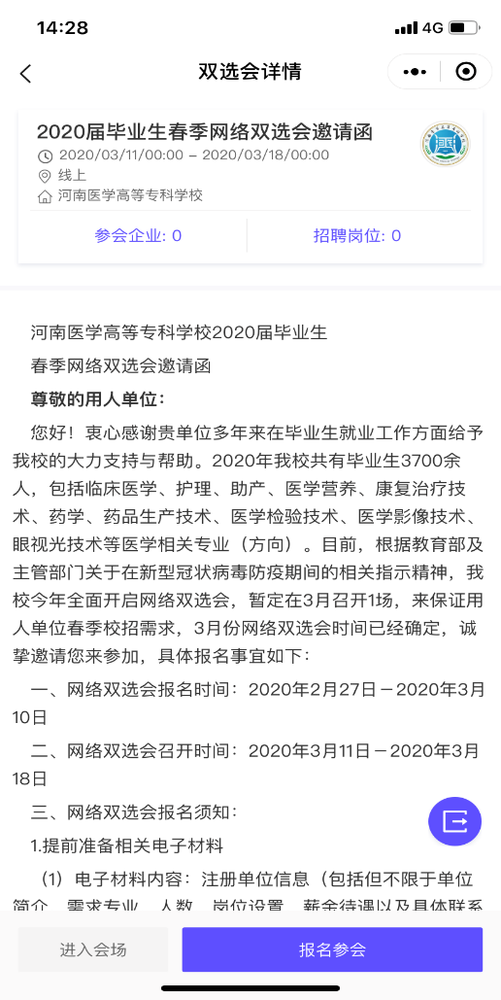 14:28
4G
双选会详情
2020届毕业生春季网络双选会邀请函
2020/03/11/00:00 - 2020/03/18/00:00
线上
河南医学高等专科学校
参会企业: 0
招聘岗位: 0
河南医学高等专科学校2020届毕业生
春季网络双选会邀请函
尊敬的用人单位：
您好！衷心感谢贵单位多年来在毕业生就业工作方面给予
我校的大力支持与帮助。2020年我校共有毕业生3700余
人，包括临床医学、护理、助产、医学营养、康复治疗技
术、药学、药品生产技术、医学检验技术、医学影像技术、
眼视光技术等医学相关专业（方向）。目前，根据教育部及
主管部门关于在新型冠状病毒防疫期间的相关指示精神，我
校今年全面开启网络双选会，暂定在3月召开1场，来保证用
人单位春季校招需求，3月份网络双选会时间已经确定，诚
挚邀请您来参加，具体报名事宜如下：
一、网络双选会报名时间：2020年2月27日－2020年3月
10日
二、网络双选会召开时间：2020年3月11日－2020年3月
18日
三、网络双选会报名须知：
1.提前准备相关电子材料
（1）电子材料内容：注册单位信息（包括但不限于单位
简介、需求专业、人数、岗位设置、薪金待遇以及具体联系
进入会场
报名参会